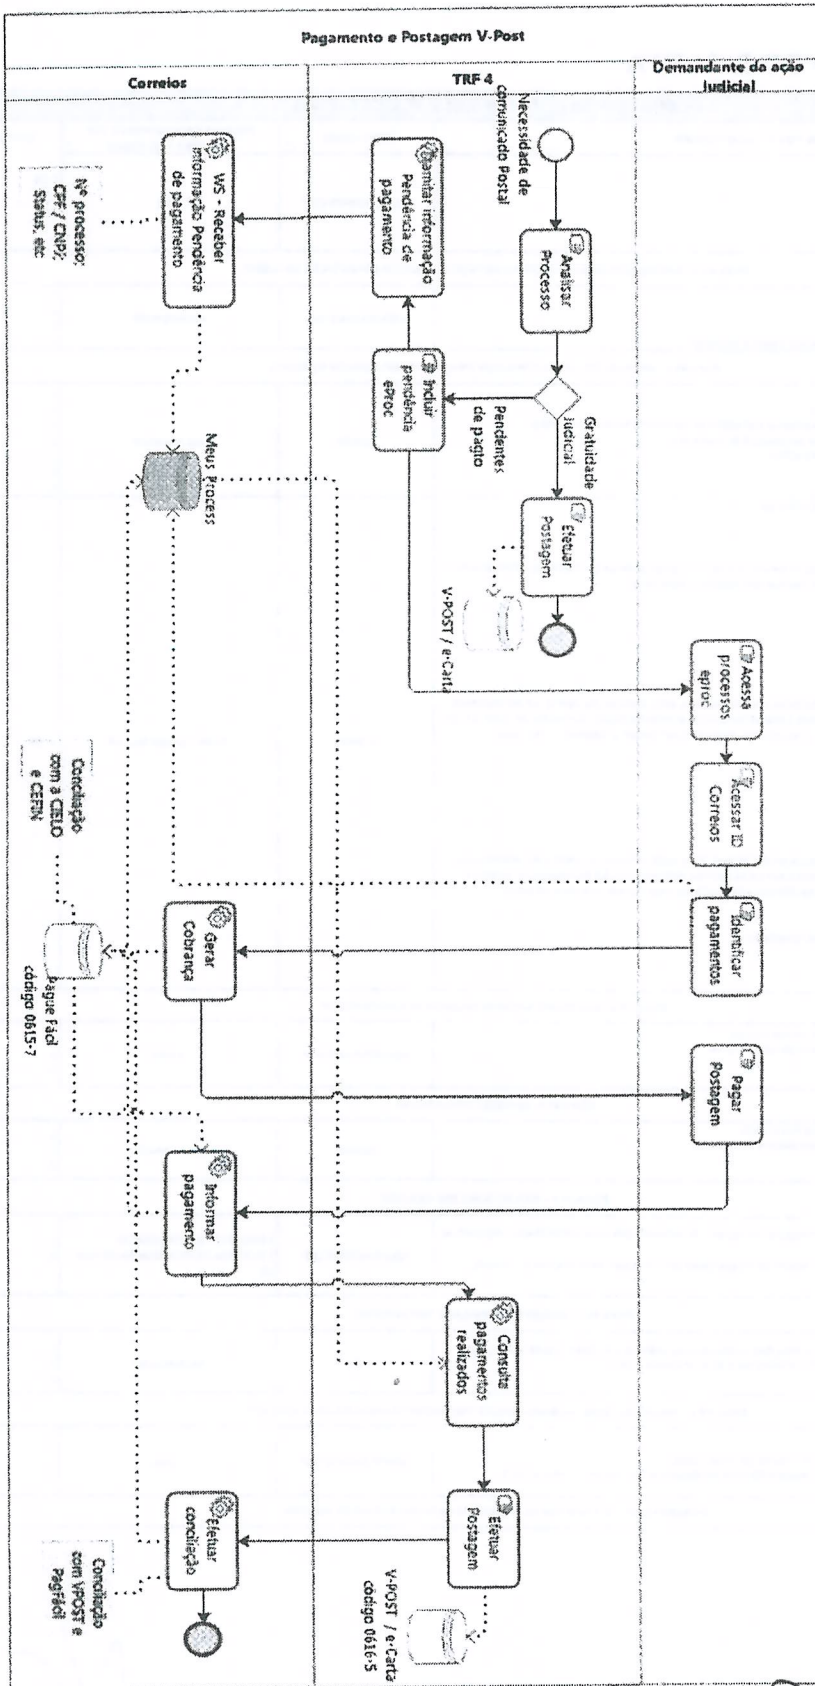 Pagamento e Postagem V-Post
Demandante da ação
Judicial
Acessa
processos
eproc
Acessar ID
Correios
Identificar
pagamentos
Pagar
Postagem
TRF 4
Necessidade de
comunicado Postal
Analisar
Processo
Gratuidade
Judicial
Pendentes
de pagto
Efetuar
Postagem
V-POST / e-Carta
Incluir
pendência
eProc
Tramitar informação
Pendência de
pagamento
Consulta
pagamentos
realizados
Efetuar
Postagem
V-POST / e-Carta
código 0616-5
Correios
WS - Receber
Informação Pendência
de pagamento
Nº processo;
CPF / CNPJ;
Status, etc
Meus Process
Gerar
Cobrança
Conciliação
com a CIELO
e CEFIN
Pague Fácil
código 0615-7
Informar
pagamento
Efetuar
conciliação
Conciliação
com VPOST e
PagFácil